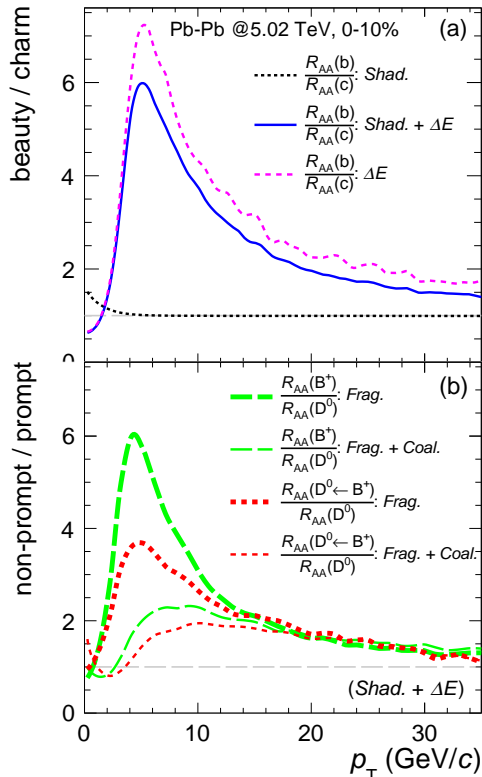 Pb-Pb @5.02 TeV, 0-10% (a)
R_AA(b)
R_AA(c) : Shad.
R_AA(b)
R_AA(c) : Shad. + ΔE
R_AA(b)
R_AA(c) : ΔE
beauty / charm
6
4
2
0
(b)
R_AA(B⁺)
R_AA(D⁰) : Frag.
R_AA(B⁺)
R_AA(D⁰) : Frag. + Coal.
R_AA(D⁰← B⁺)
R_AA(D⁰) : Frag.
R_AA(D⁰← B⁺)
R_AA(D⁰) : Frag. + Coal.
non-prompt / prompt
6
4
2
0
(Shad. + ΔE)
0 10 20 30
p_T (GeV/c)